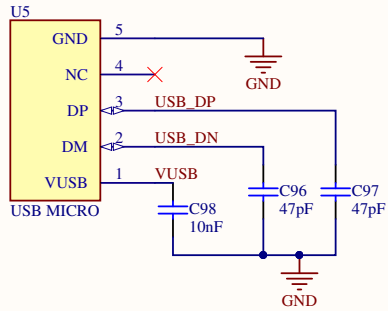 U5
GND 5
NC 4
GND
DP 3 USB_DP
DM 2 USB_DN
VUSB 1 VUSB
C96 C97
47pF 47pF
C98
10nF
USB MICRO
GND